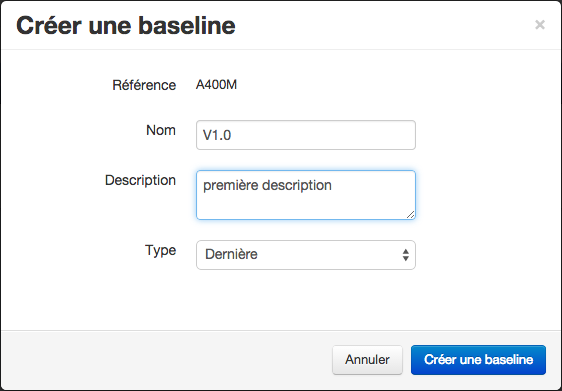 Créer une baseline
×
Référence A400M
Nom V1.0
Description première description
Type Dernière
Annuler Créer une baseline